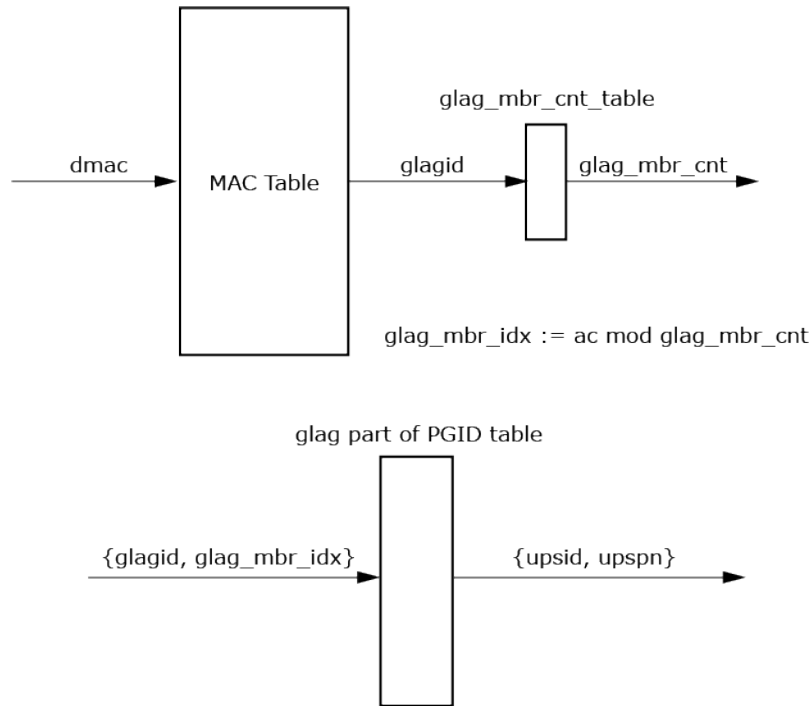 glag_mbr_cnt_table
dmac
MAC Table
glagid
glag_mbr_cnt
glag_mbr_idx := ac mod glag_mbr_cnt
glag part of PGID table
{glagid, glag_mbr_idx}
{upsid, upspn}